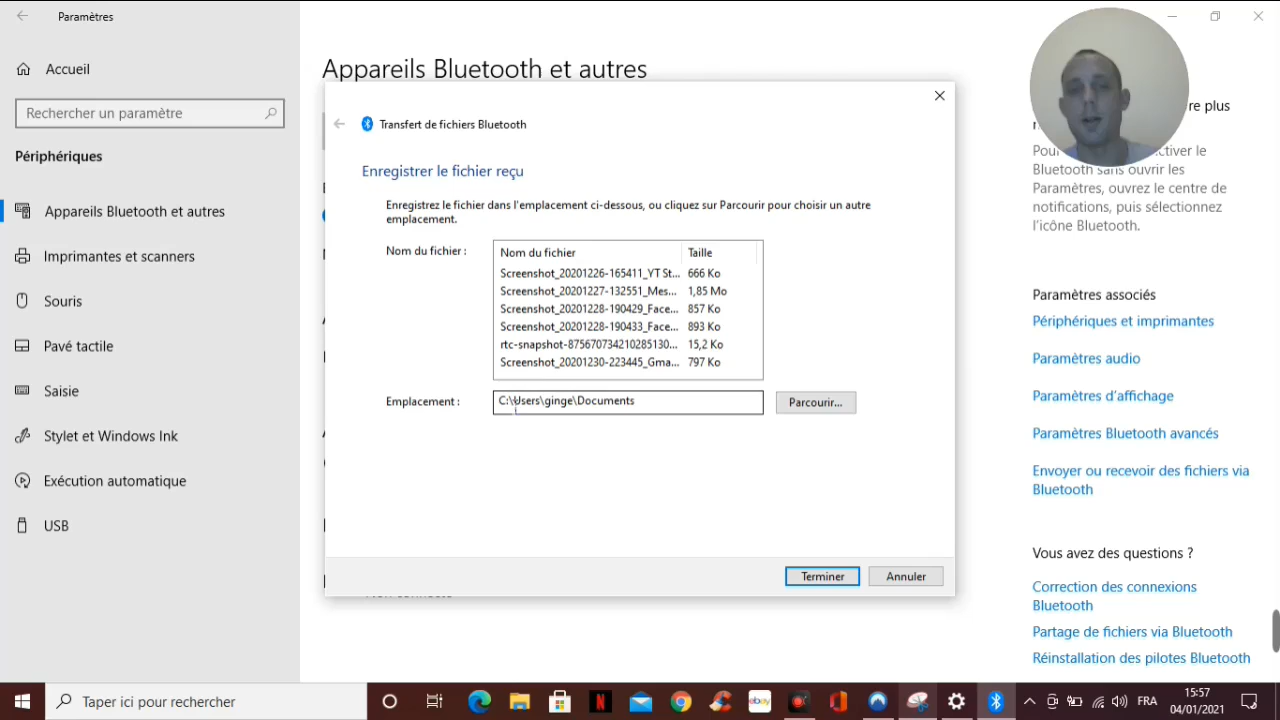 Paramètres
Accueil
Rechercher un paramètre
Périphériques
Appareils Bluetooth et autres
Imprimantes et scanners
Souris
Pavé tactile
Saisie
Stylet et Windows Ink
Exécution automatique
USB
Appareils Bluetooth et autres
Transfert de fichiers Bluetooth
Enregistrer le fichier reçu
Enregistrez le fichier dans l'emplacement ci-dessous, ou cliquez sur Parcourir pour choisir un autre
emplacement.
Nom du fichier :
Nom du fichier Taille
Screenshot_20201226-165411_YT St... 666 Ko
Screenshot_20201227-132551_Mes... 1,85 Mo
Screenshot_20201228-190429_Face... 857 Ko
Screenshot_20201228-190433_Face... 893 Ko
rtc-snapshot-875670734210285130... 15,2 Ko
Screenshot_20201230-223445_Gma... 797 Ko
Emplacement : C:\Users\ginge\Documents Parcourir...
Terminer Annuler
re plus
Bluetooth sans ouvrir les
Paramètres, ouvrez le centre de
notifications, puis sélectionnez
l'icône Bluetooth.
Paramètres associés
Périphériques et imprimantes
Paramètres audio
Paramètres d'affichage
Paramètres Bluetooth avancés
Envoyer ou recevoir des fichiers via
Bluetooth
Vous avez des questions ?
Correction des connexions
Bluetooth
Partage de fichiers via Bluetooth
Réinstallation des pilotes Bluetooth
Taper ici pour rechercher
ebay
FRA
15:57
04/01/2021